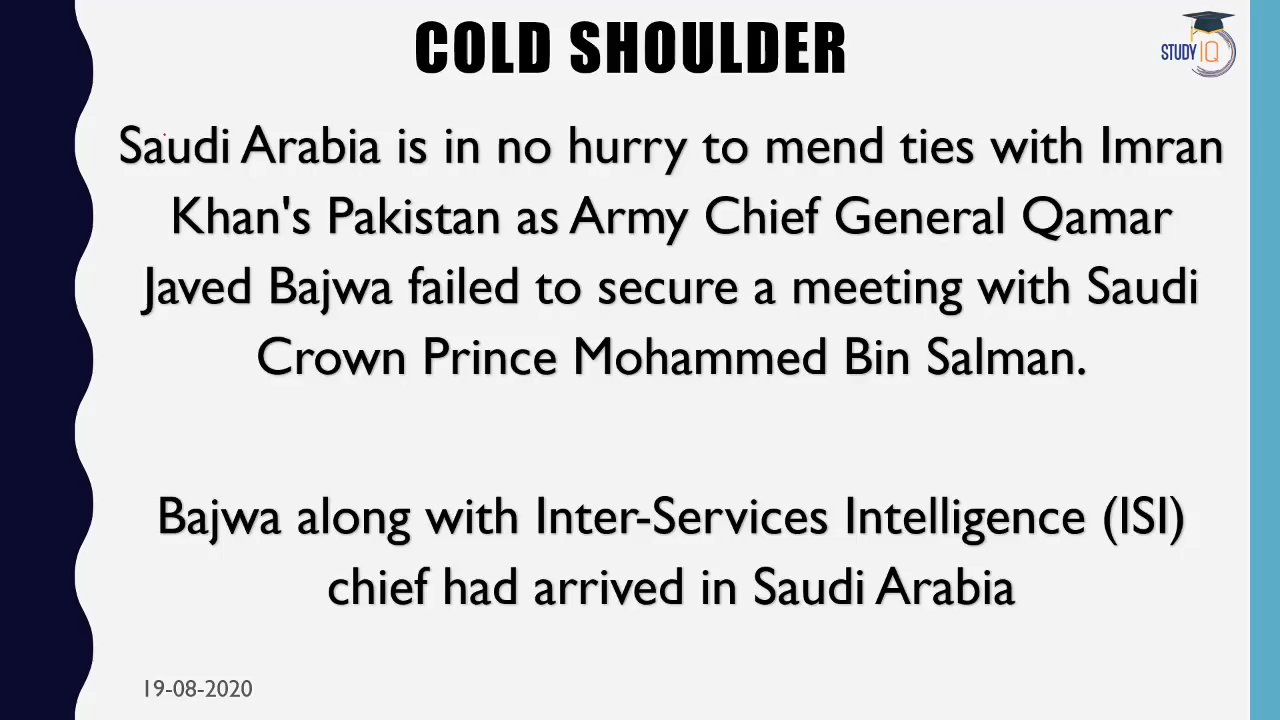 COLD SHOULDER
STUDY IQ
Saudi Arabia is in no hurry to mend ties with Imran
Khan's Pakistan as Army Chief General Qamar
Javed Bajwa failed to secure a meeting with Saudi
Crown Prince Mohammed Bin Salman.
Bajwa along with Inter-Services Intelligence (ISI)
chief had arrived in Saudi Arabia
19-08-2020